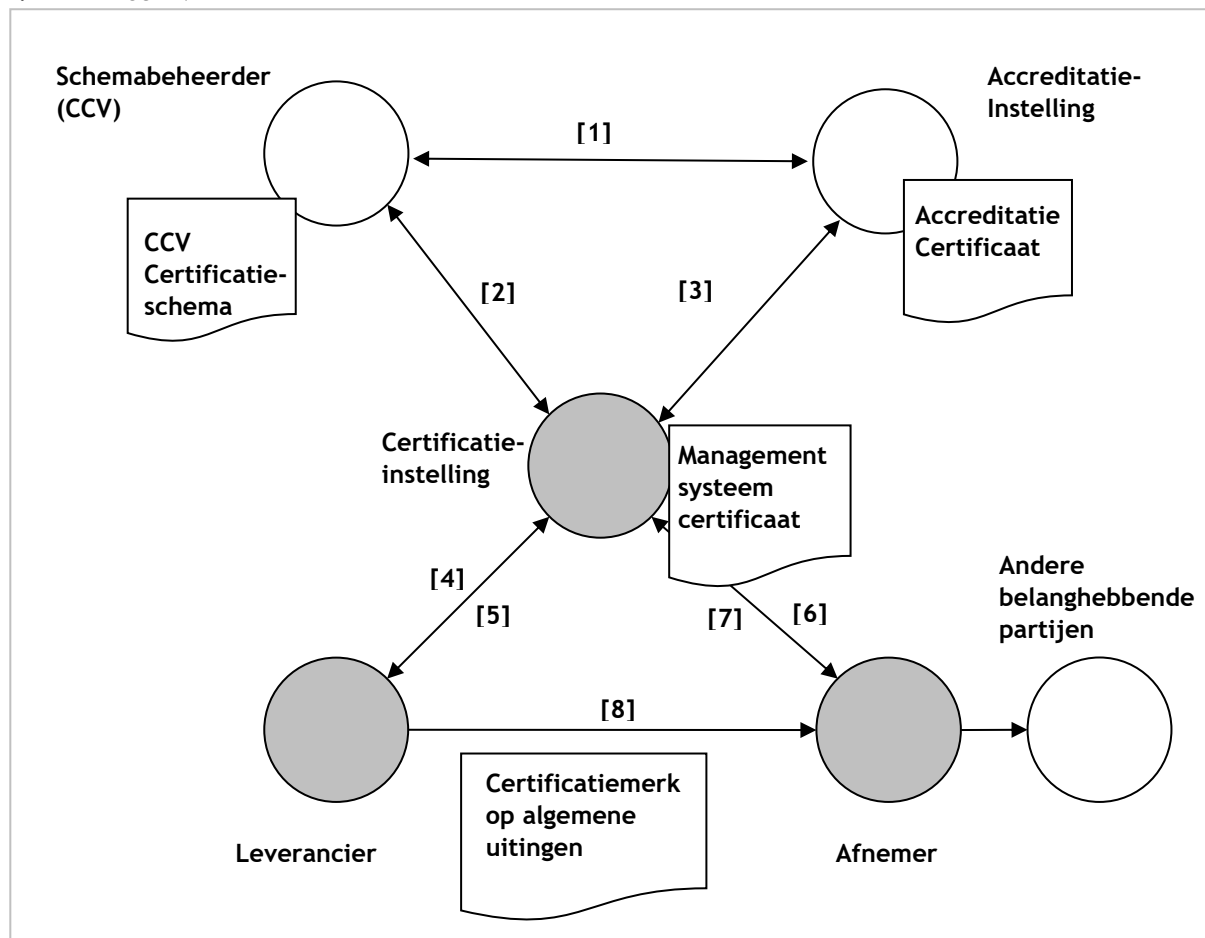 Schemabeheerder
(CCV)
Accreditatie-
Instelling
[1]
CCV
Certificatie-
schema
Accreditatie
Certificaat
[2]
[3]
Certificatie-
instelling
Management
systeem
certificaat
[4]
[5]
[7]
[6]
Andere
belanghebbende
partijen
[8]
Certificatiemerk
op algemene
uitingen
Leverancier
Afnemer